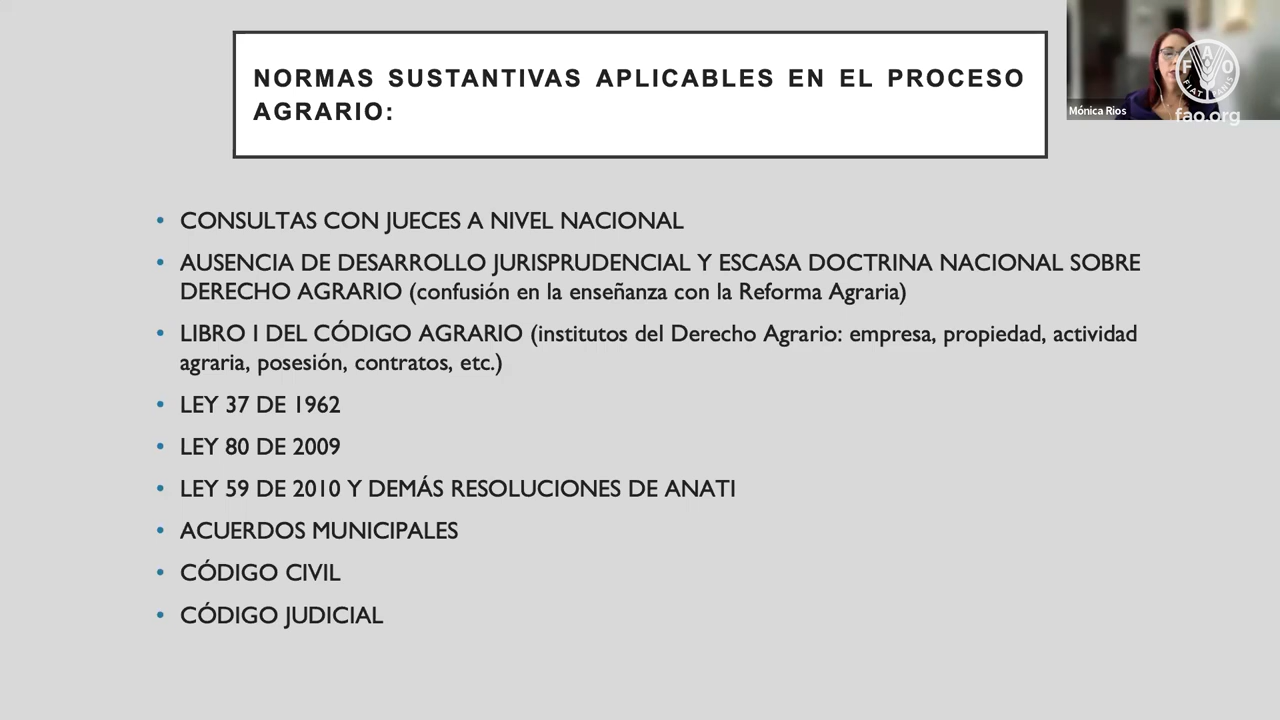 NORMAS SUSTANTIVAS APLICABLES EN EL PROCESO
AGRARIO:
Mónica Rios
F A O
FIAT PANIS
fao.org
• CONSULTAS CON JUECES A NIVEL NACIONAL
• AUSENCIA DE DESARROLLO JURISPRUDENCIAL Y ESCASA DOCTRINA NACIONAL SOBRE
DERECHO AGRARIO (confusión en la enseñanza con la Reforma Agraria)
• LIBRO I DEL CÓDIGO AGRARIO (institutos del Derecho Agrario: empresa, propiedad, actividad
agraria, posesión, contratos, etc.)
• LEY 37 DE 1962
• LEY 80 DE 2009
• LEY 59 DE 2010 Y DEMÁS RESOLUCIONES DE ANATI
• ACUERDOS MUNICIPALES
• CÓDIGO CIVIL
• CÓDIGO JUDICIAL